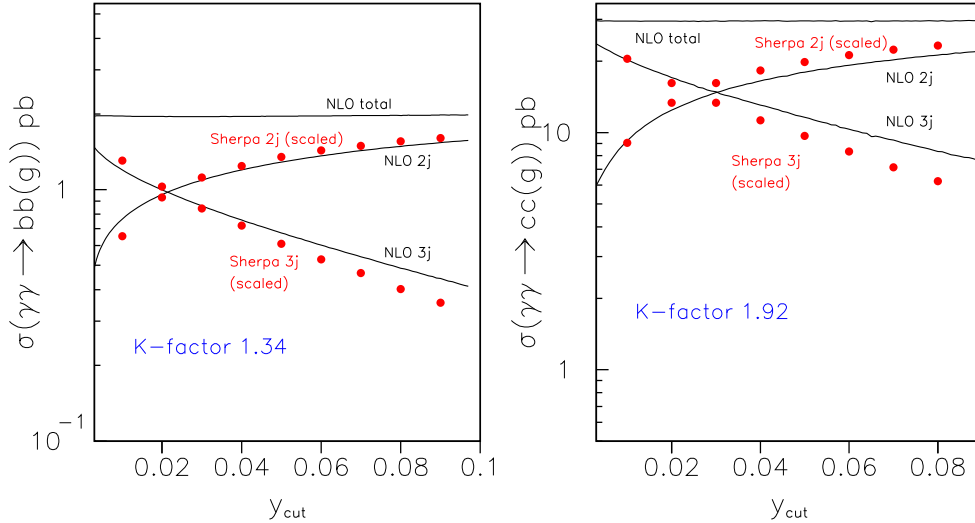 σ(γγ → bb(g)) pb
1
10⁻¹
NLO total
Sherpa 2j (scaled)
NLO 2j
NLO 3j
Sherpa 3j
(scaled)
K-factor 1.34
0.02 0.04 0.06 0.08 0.1
y_cut
σ(γγ → cc(g)) pb
10
1
NLO total
Sherpa 2j (scaled)
NLO 2j
NLO 3j
Sherpa 3j
(scaled)
K-factor 1.92
0.02 0.04 0.06 0.08
y_cut